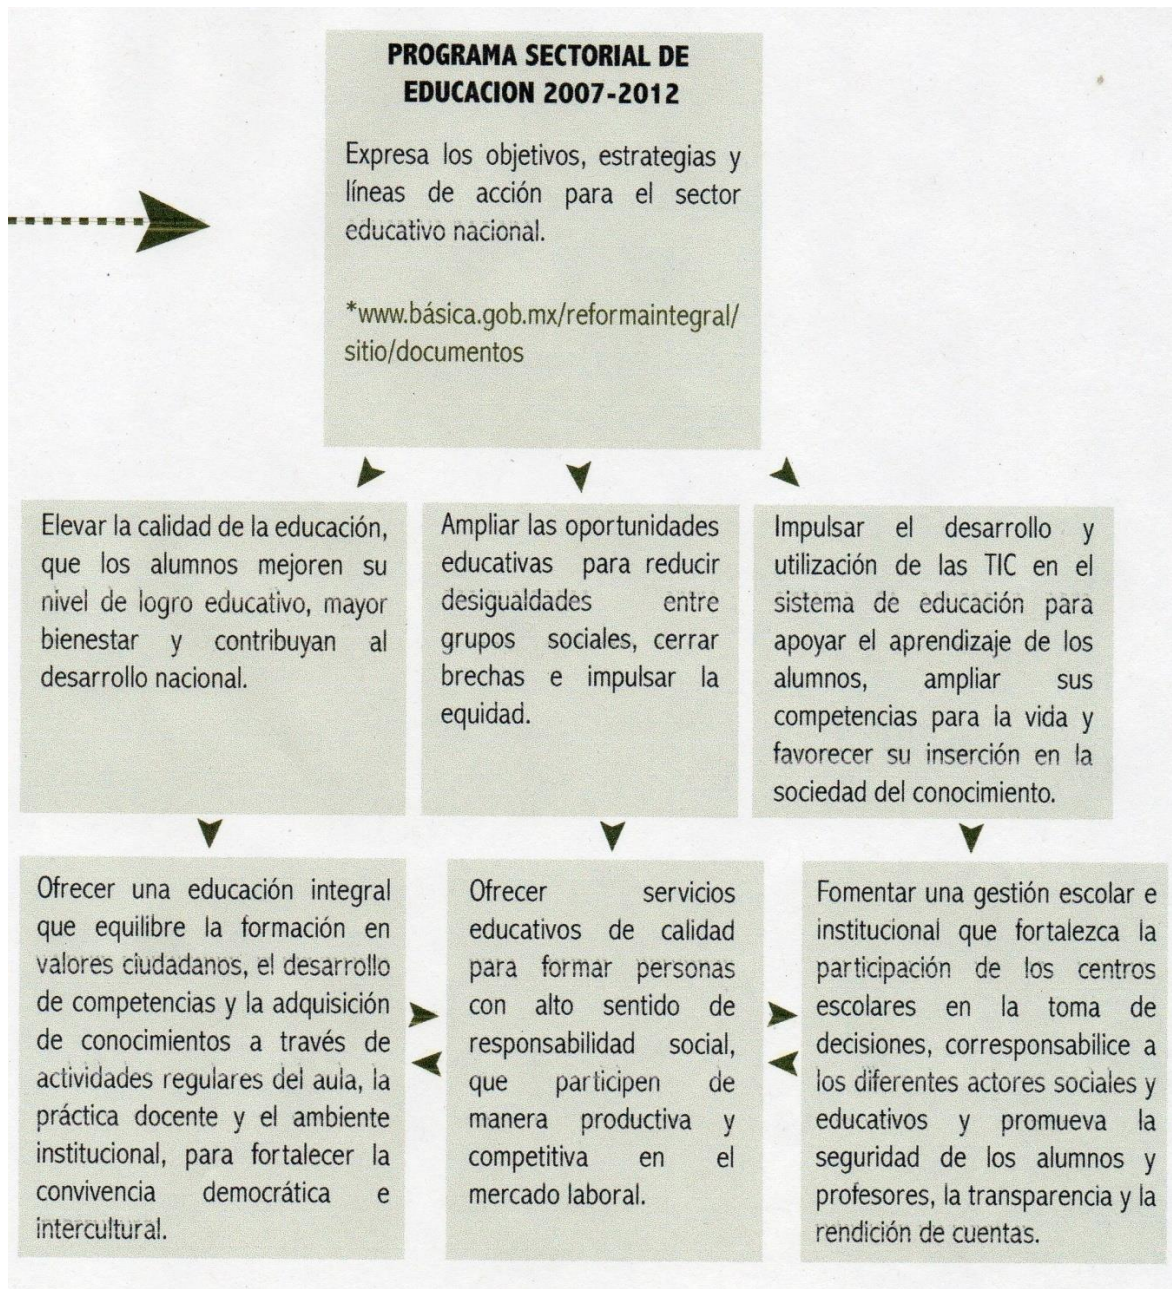 PROGRAMA SECTORIAL DE
EDUCACION 2007-2012
Expresa los objetivos, estrategias y
líneas de acción para el sector
educativo nacional.
*www.básica.gob.mx/reformaintegral/
sitio/documentos
Elevar la calidad de la educación,
que los alumnos mejoren su
nivel de logro educativo, mayor
bienestar y contribuyan al
desarrollo nacional.
Ampliar las oportunidades
educativas para reducir
desigualdades entre
grupos sociales, cerrar
brechas e impulsar la
equidad.
Impulsar el desarrollo y
utilización de las TIC en el
sistema de educación para
apoyar el aprendizaje de los
alumnos, ampliar sus
competencias para la vida y
favorecer su inserción en la
sociedad del conocimiento.
Ofrecer una educación integral
que equilibre la formación en
valores ciudadanos, el desarrollo
de competencias y la adquisición
de conocimientos a través de
actividades regulares del aula, la
práctica docente y el ambiente
institucional, para fortalecer la
convivencia democrática e
intercultural.
Ofrecer servicios
educativos de calidad
para formar personas
con alto sentido de
responsabilidad social,
que participen de
manera productiva y
competitiva en el
mercado laboral.
Fomentar una gestión escolar e
institucional que fortalezca la
participación de los centros
escolares en la toma de
decisiones, corresponsabilice a
los diferentes actores sociales y
educativos y promueva la
seguridad de los alumnos y
profesores, la transparencia y la
rendición de cuentas.